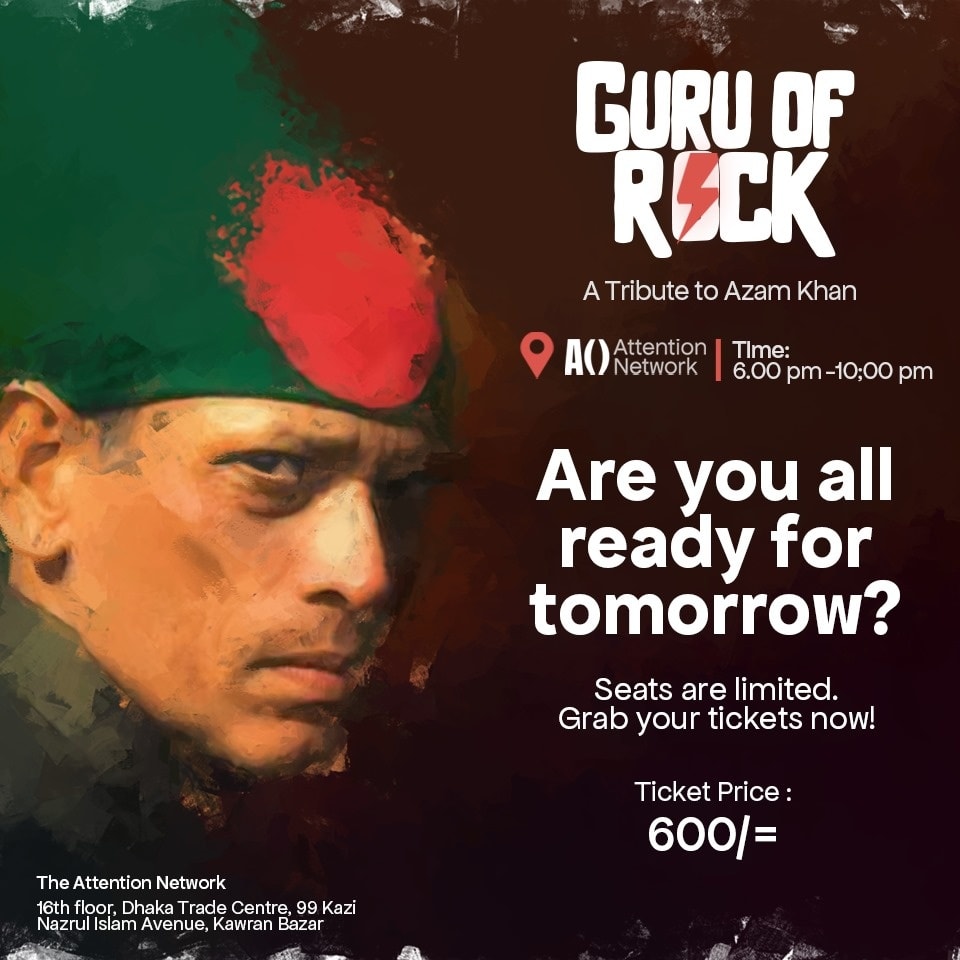 GURU OF
ROCK
A Tribute to Azam Khan
A() Attention
Network
TIme:
6.00 pm -10;00 pm
Are you all
ready for
tomorrow?
Seats are limited.
Grab your tickets now!
Ticket Price :
600/=
The Attention Network
16th floor, Dhaka Trade Centre, 99 Kazi
Nazrul Islam Avenue, Kawran Bazar